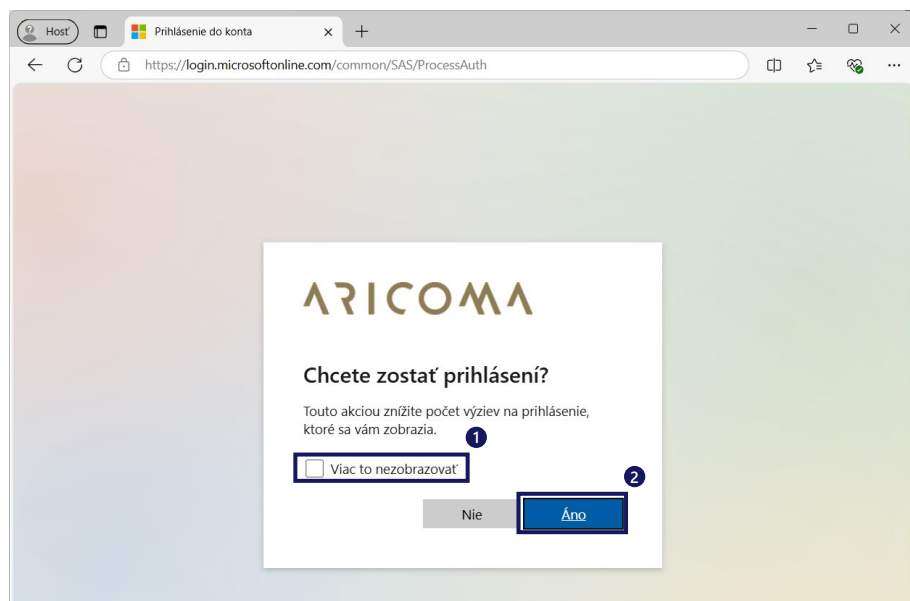 Hosť
Prihlásenie do konta
https://login.microsoftonline.com/common/SAS/ProcessAuth
ARICOMA
Chcete zostať prihlásení?
Touto akciou znížite počet výziev na prihlásenie,
ktoré sa vám zobrazia.
1
Viac to nezobrazovať
2
Nie
Áno